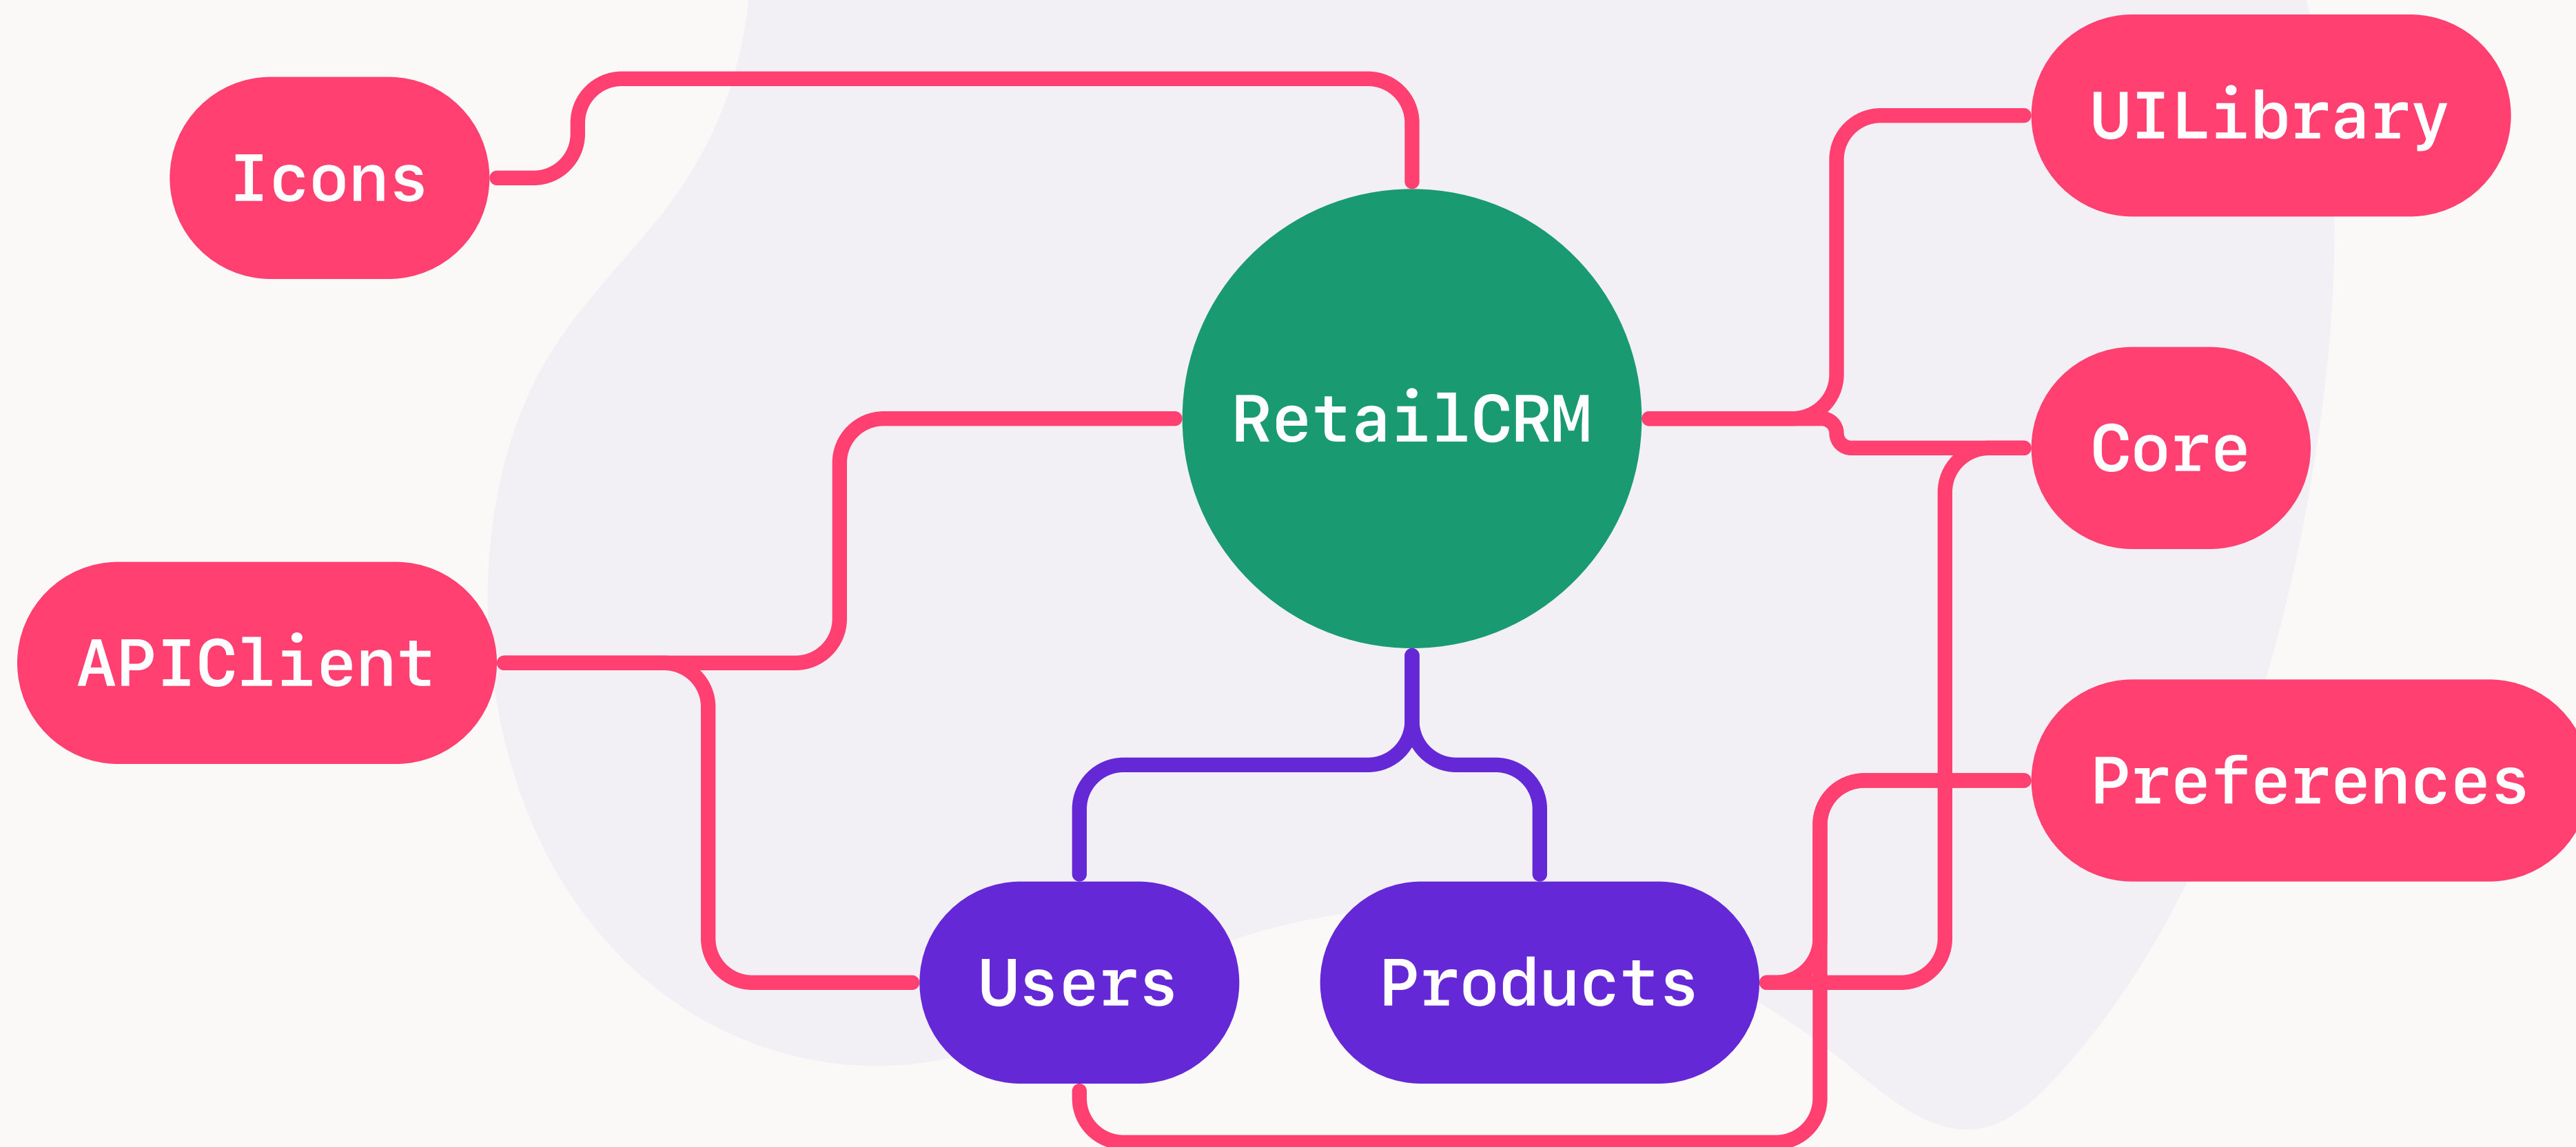 Icons
UILibrary
RetailCRM
Core
APIClient
Preferences
Users
Products